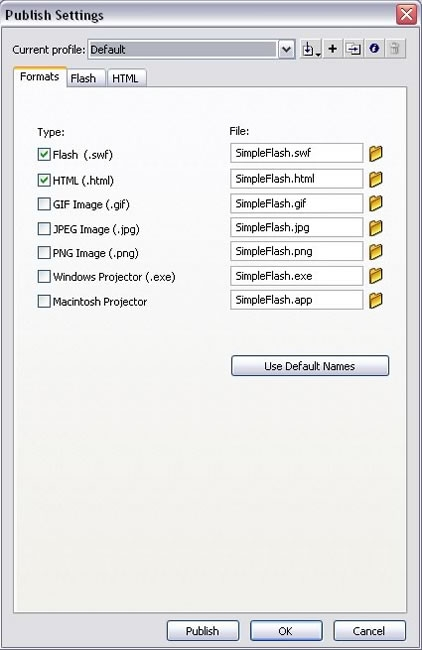 Publish Settings
Current profile: Default
Formats Flash HTML
Type: File:
Flash (.swf) SimpleFlash.swf
HTML (.html) SimpleFlash.html
GIF Image (.gif) SimpleFlash.gif
JPEG Image (.jpg) SimpleFlash.jpg
PNG Image (.png) SimpleFlash.png
Windows Projector (.exe) SimpleFlash.exe
Macintosh Projector SimpleFlash.app
Use Default Names
Publish OK Cancel